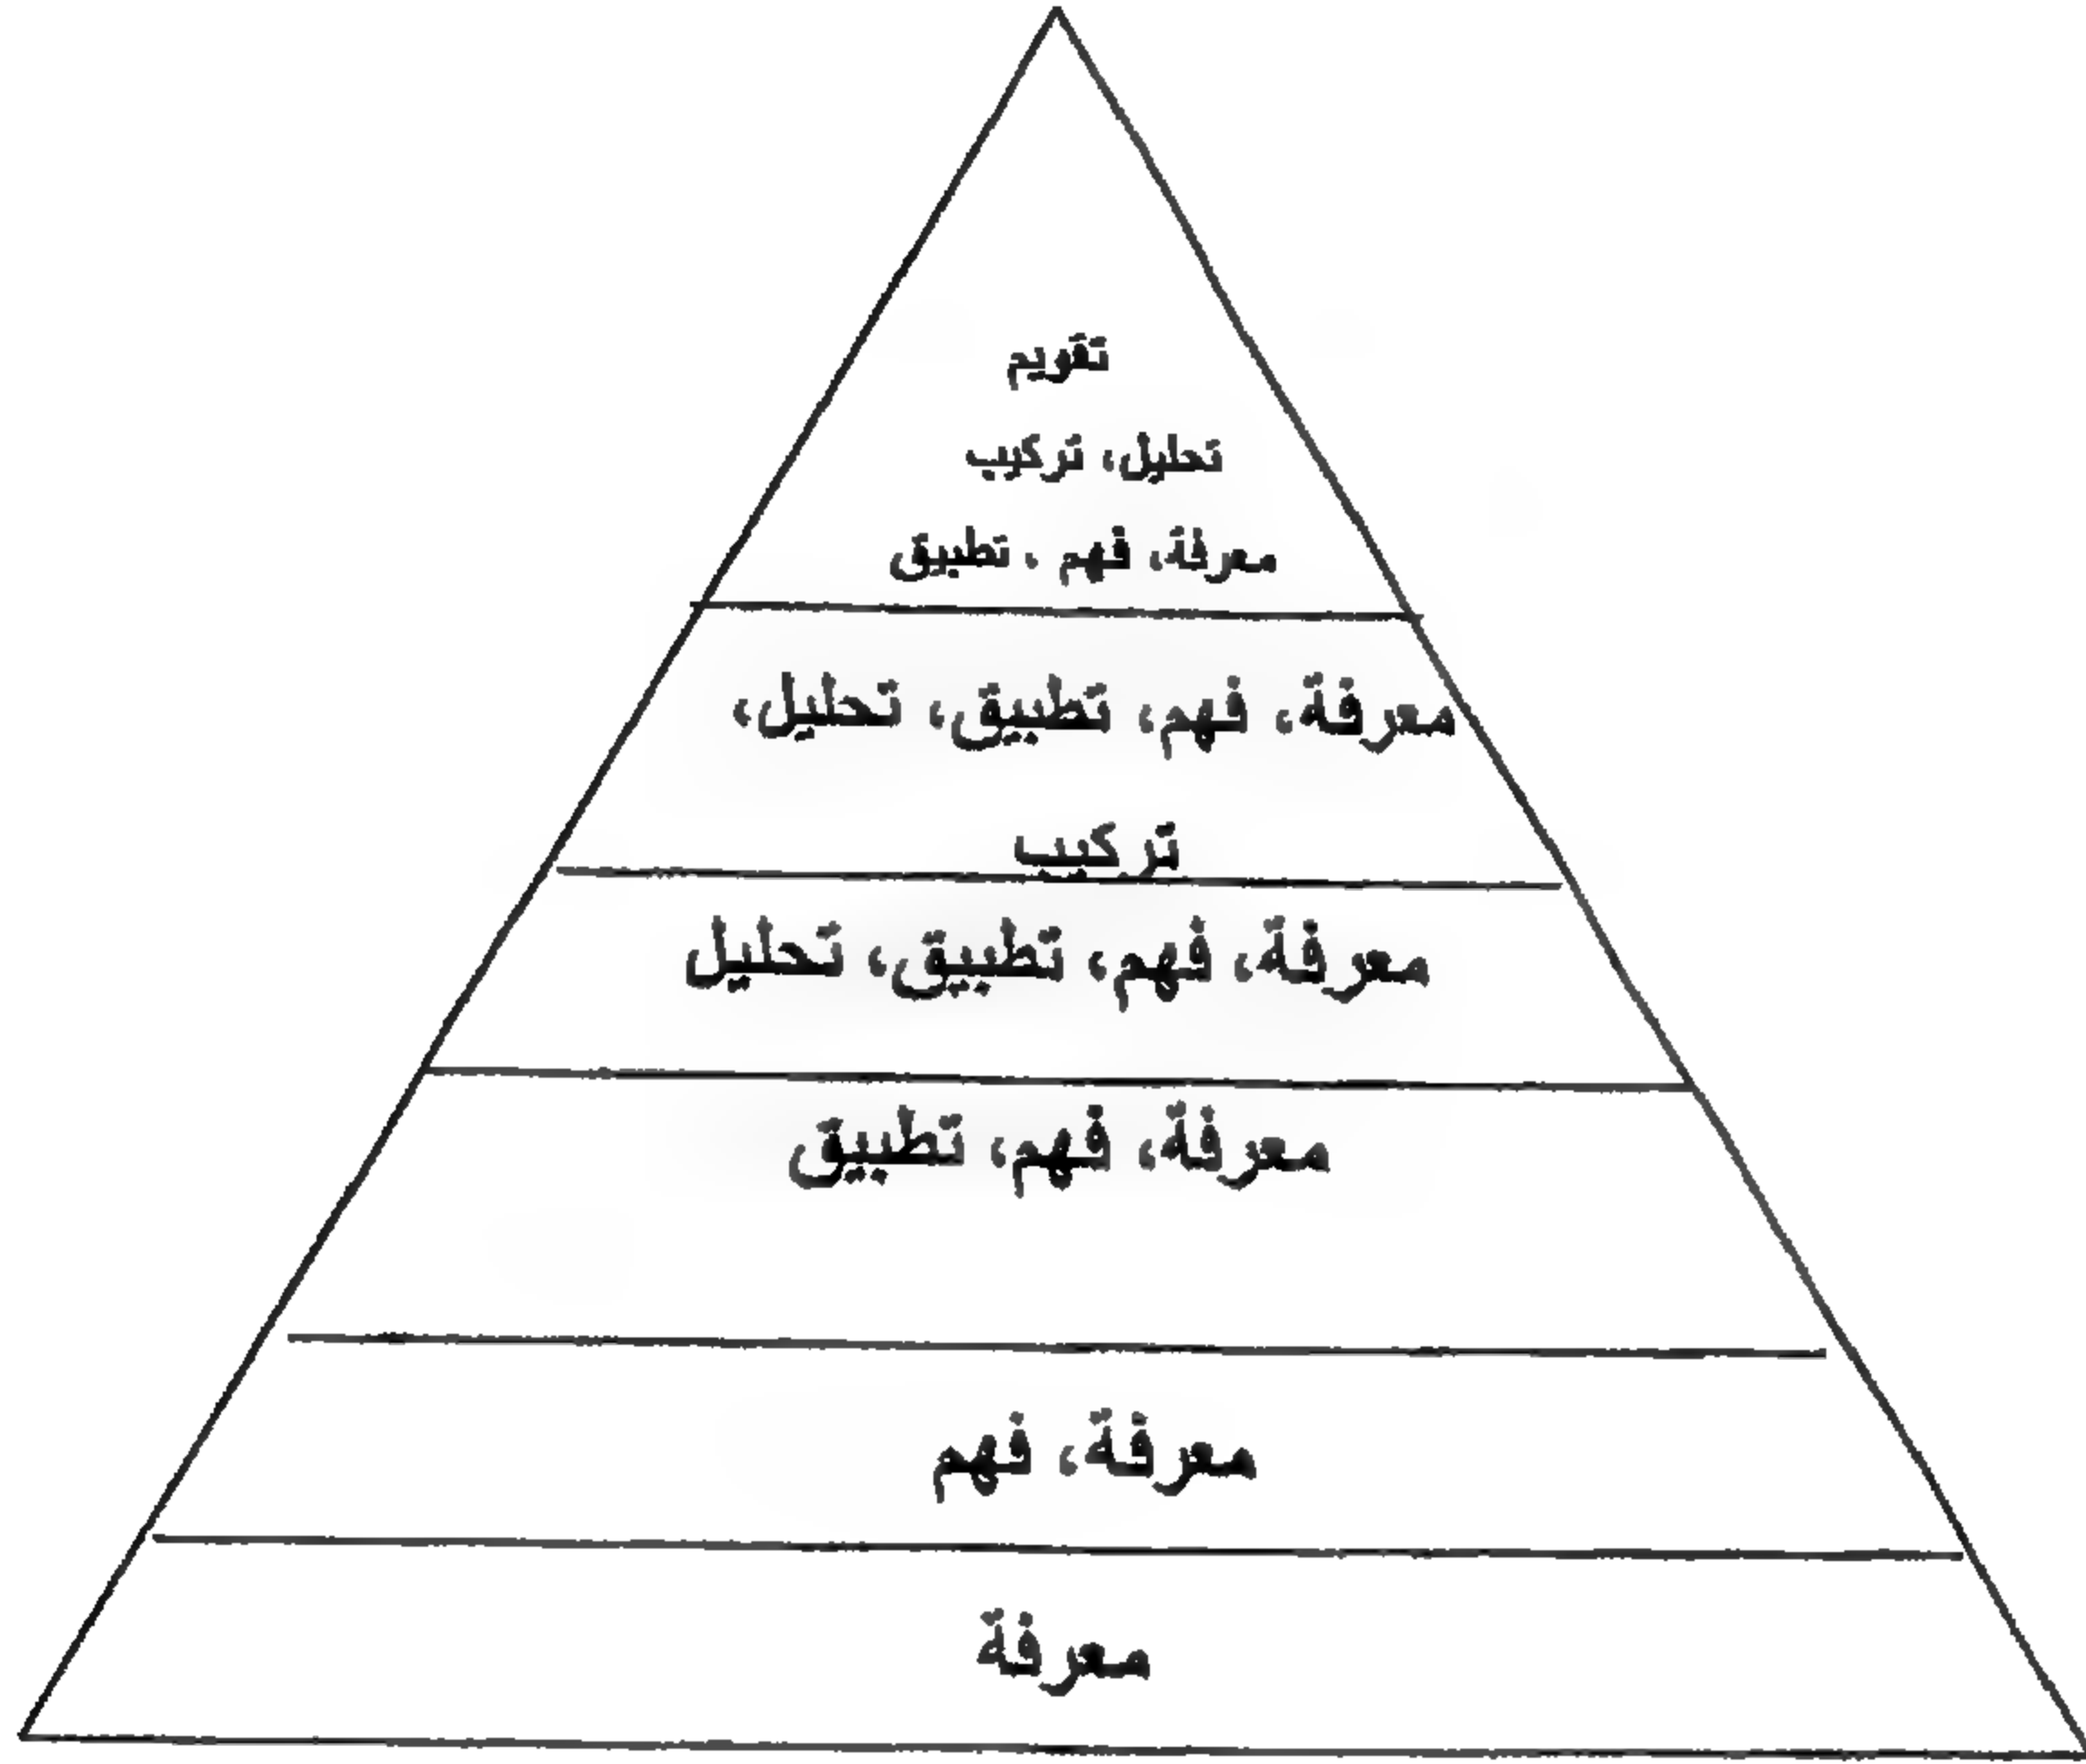 تقويم
تحليل، تركيب
معرفة، فهم ، تطبيق
معرفة، فهم، تطبيق، تحليل،
تركيب
معرفة، فهم، تطبيق، تحليل
معرفة، فهم، تطبيق
معرفة، فهم
معرفة